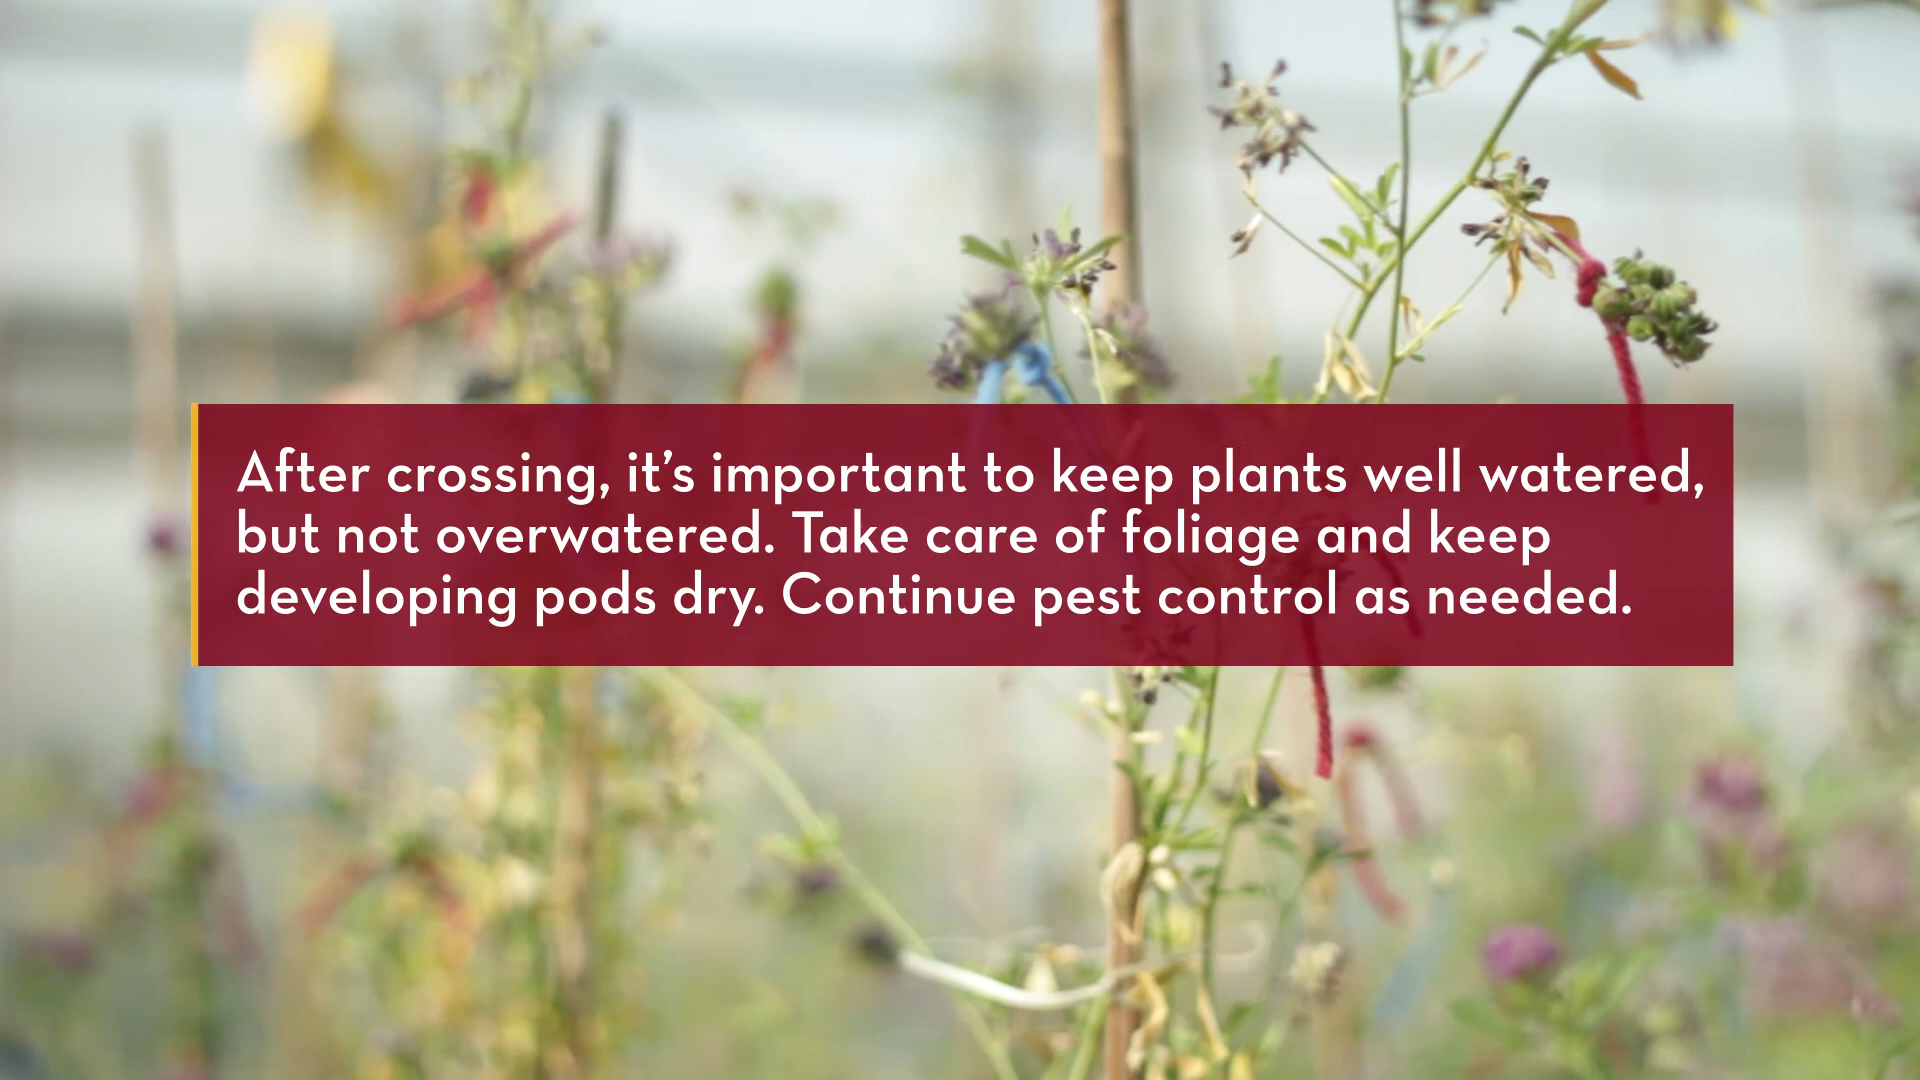 After crossing, it’s important to keep plants well watered,
but not overwatered. Take care of foliage and keep
developing pods dry. Continue pest control as needed.